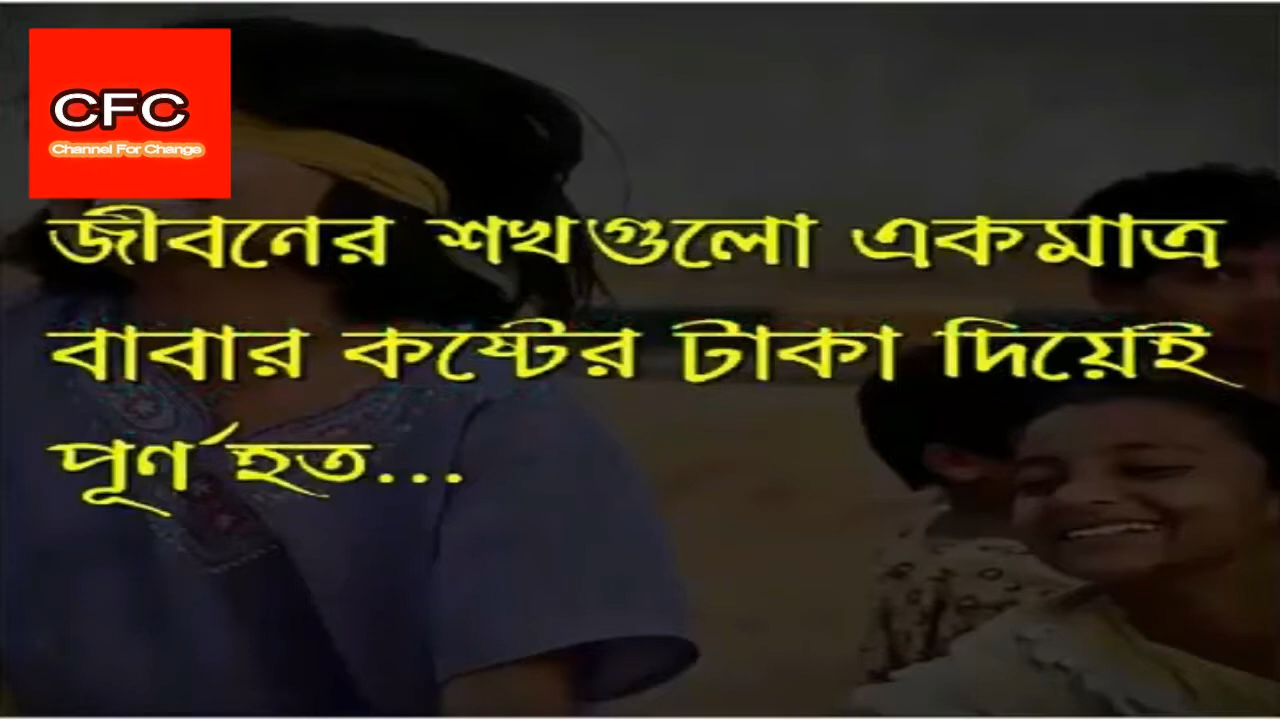 CFC
Channel For Change
জীবনের শখগুলো একমাত্র
বাবার কষ্টের টাকা দিয়েই
পূর্ণ হত...